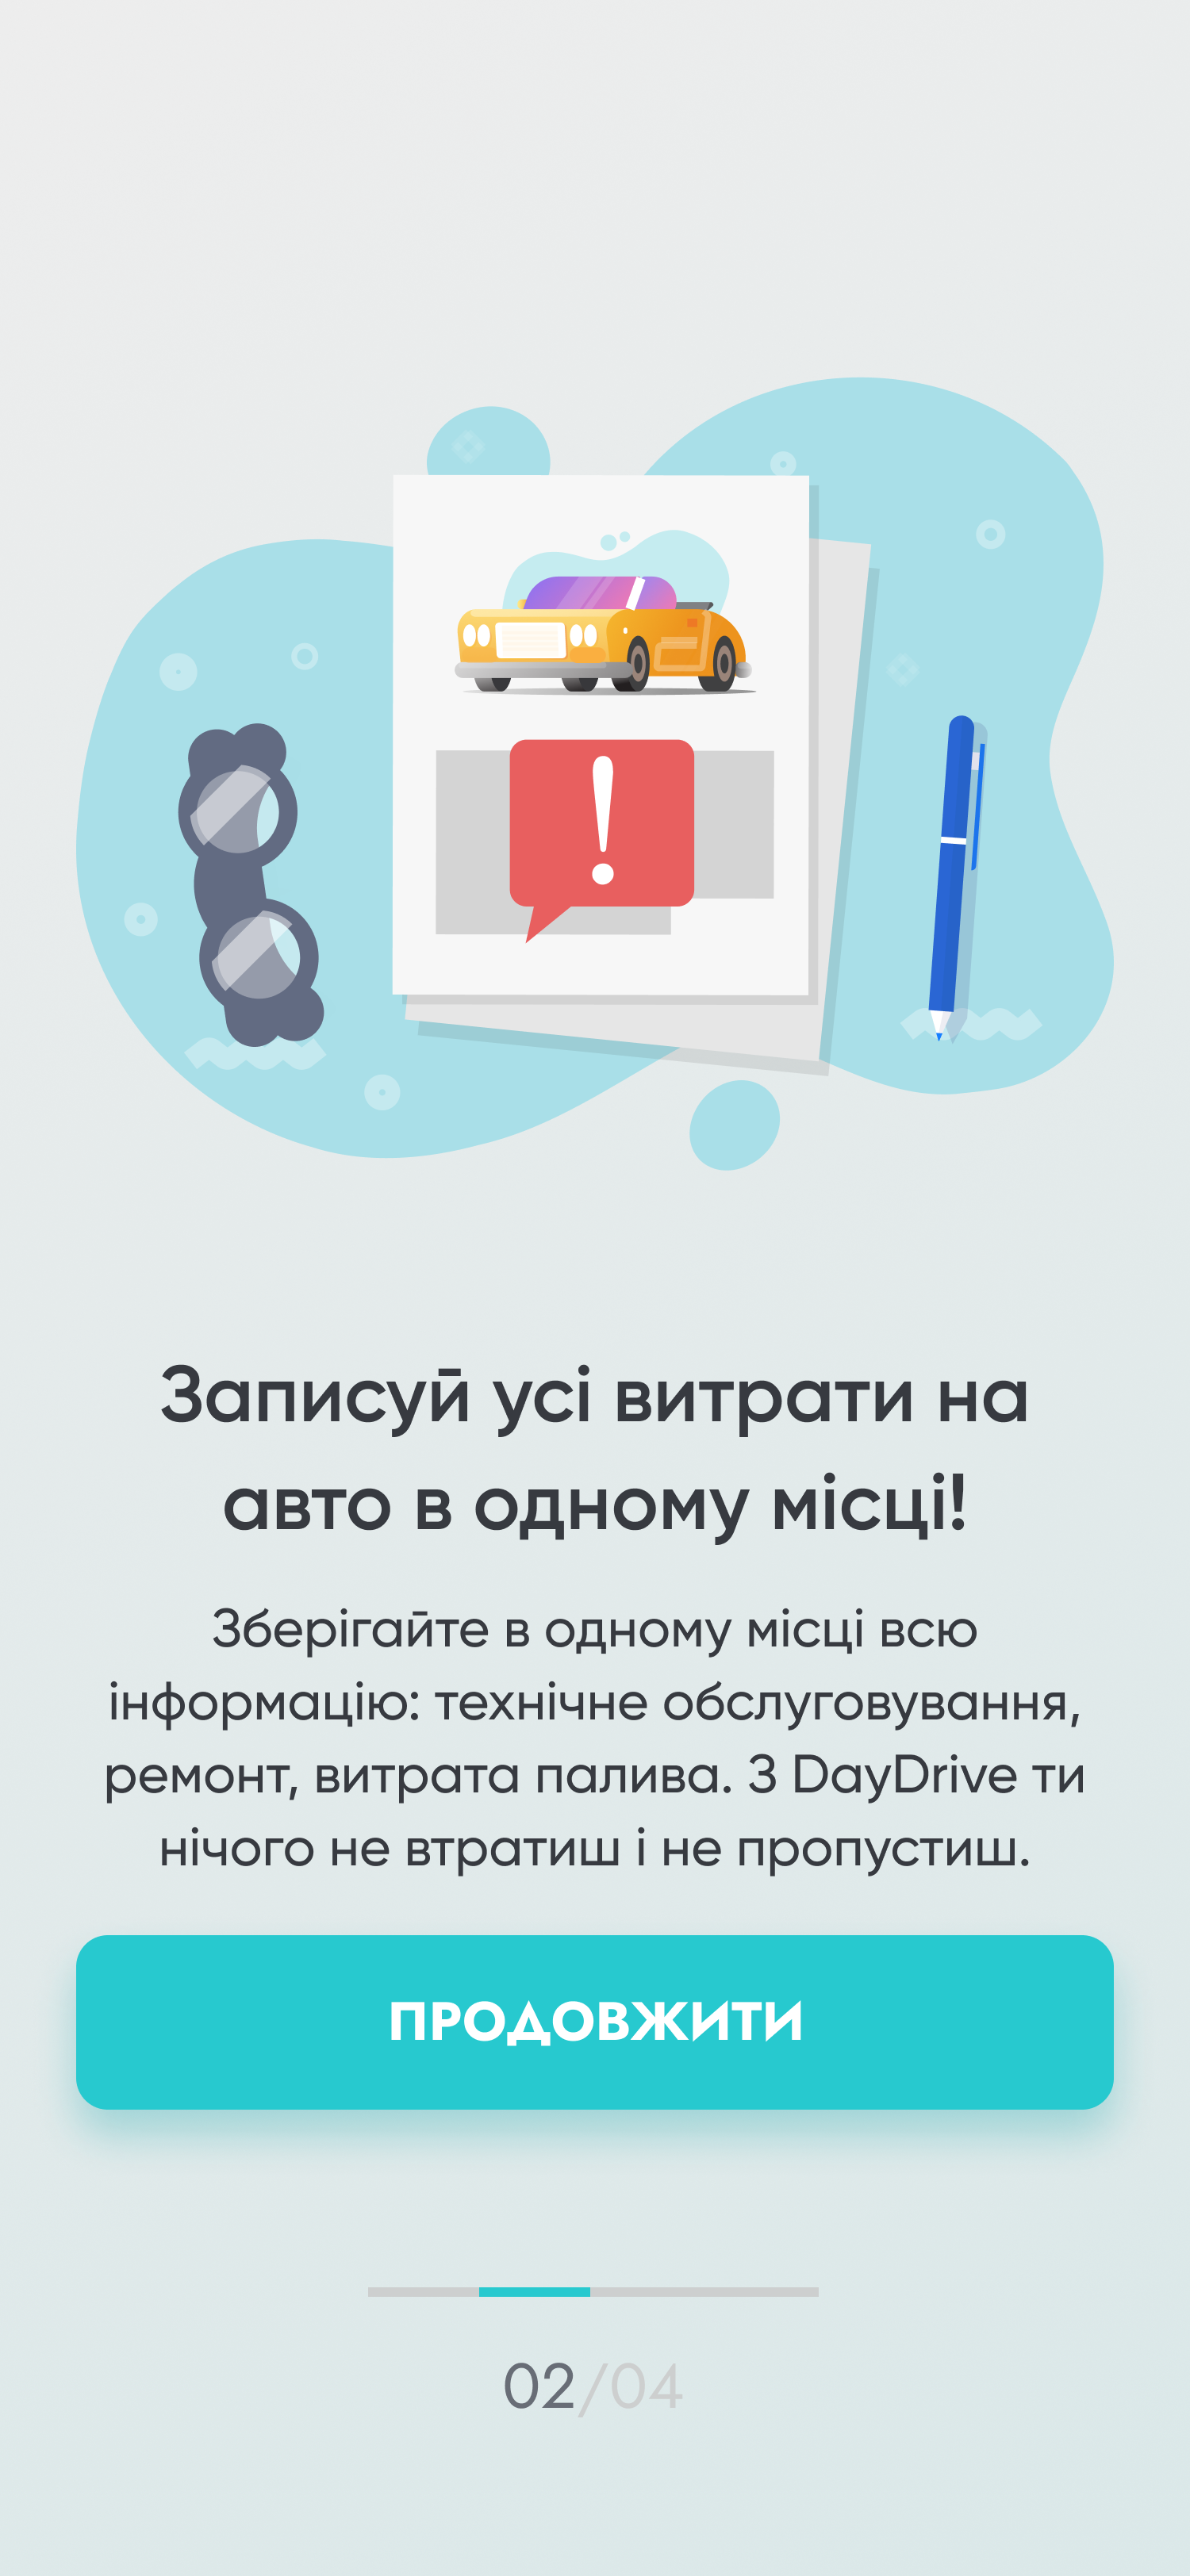 !
Записуй усі витрати на
авто в одному місці!
Зберігайте в одному місці всю
інформацію: технічне обслуговування,
ремонт, витрата палива. З DayDrive ти
нічого не втратиш і не пропустиш.
ПРОДОВЖИТИ
02/04